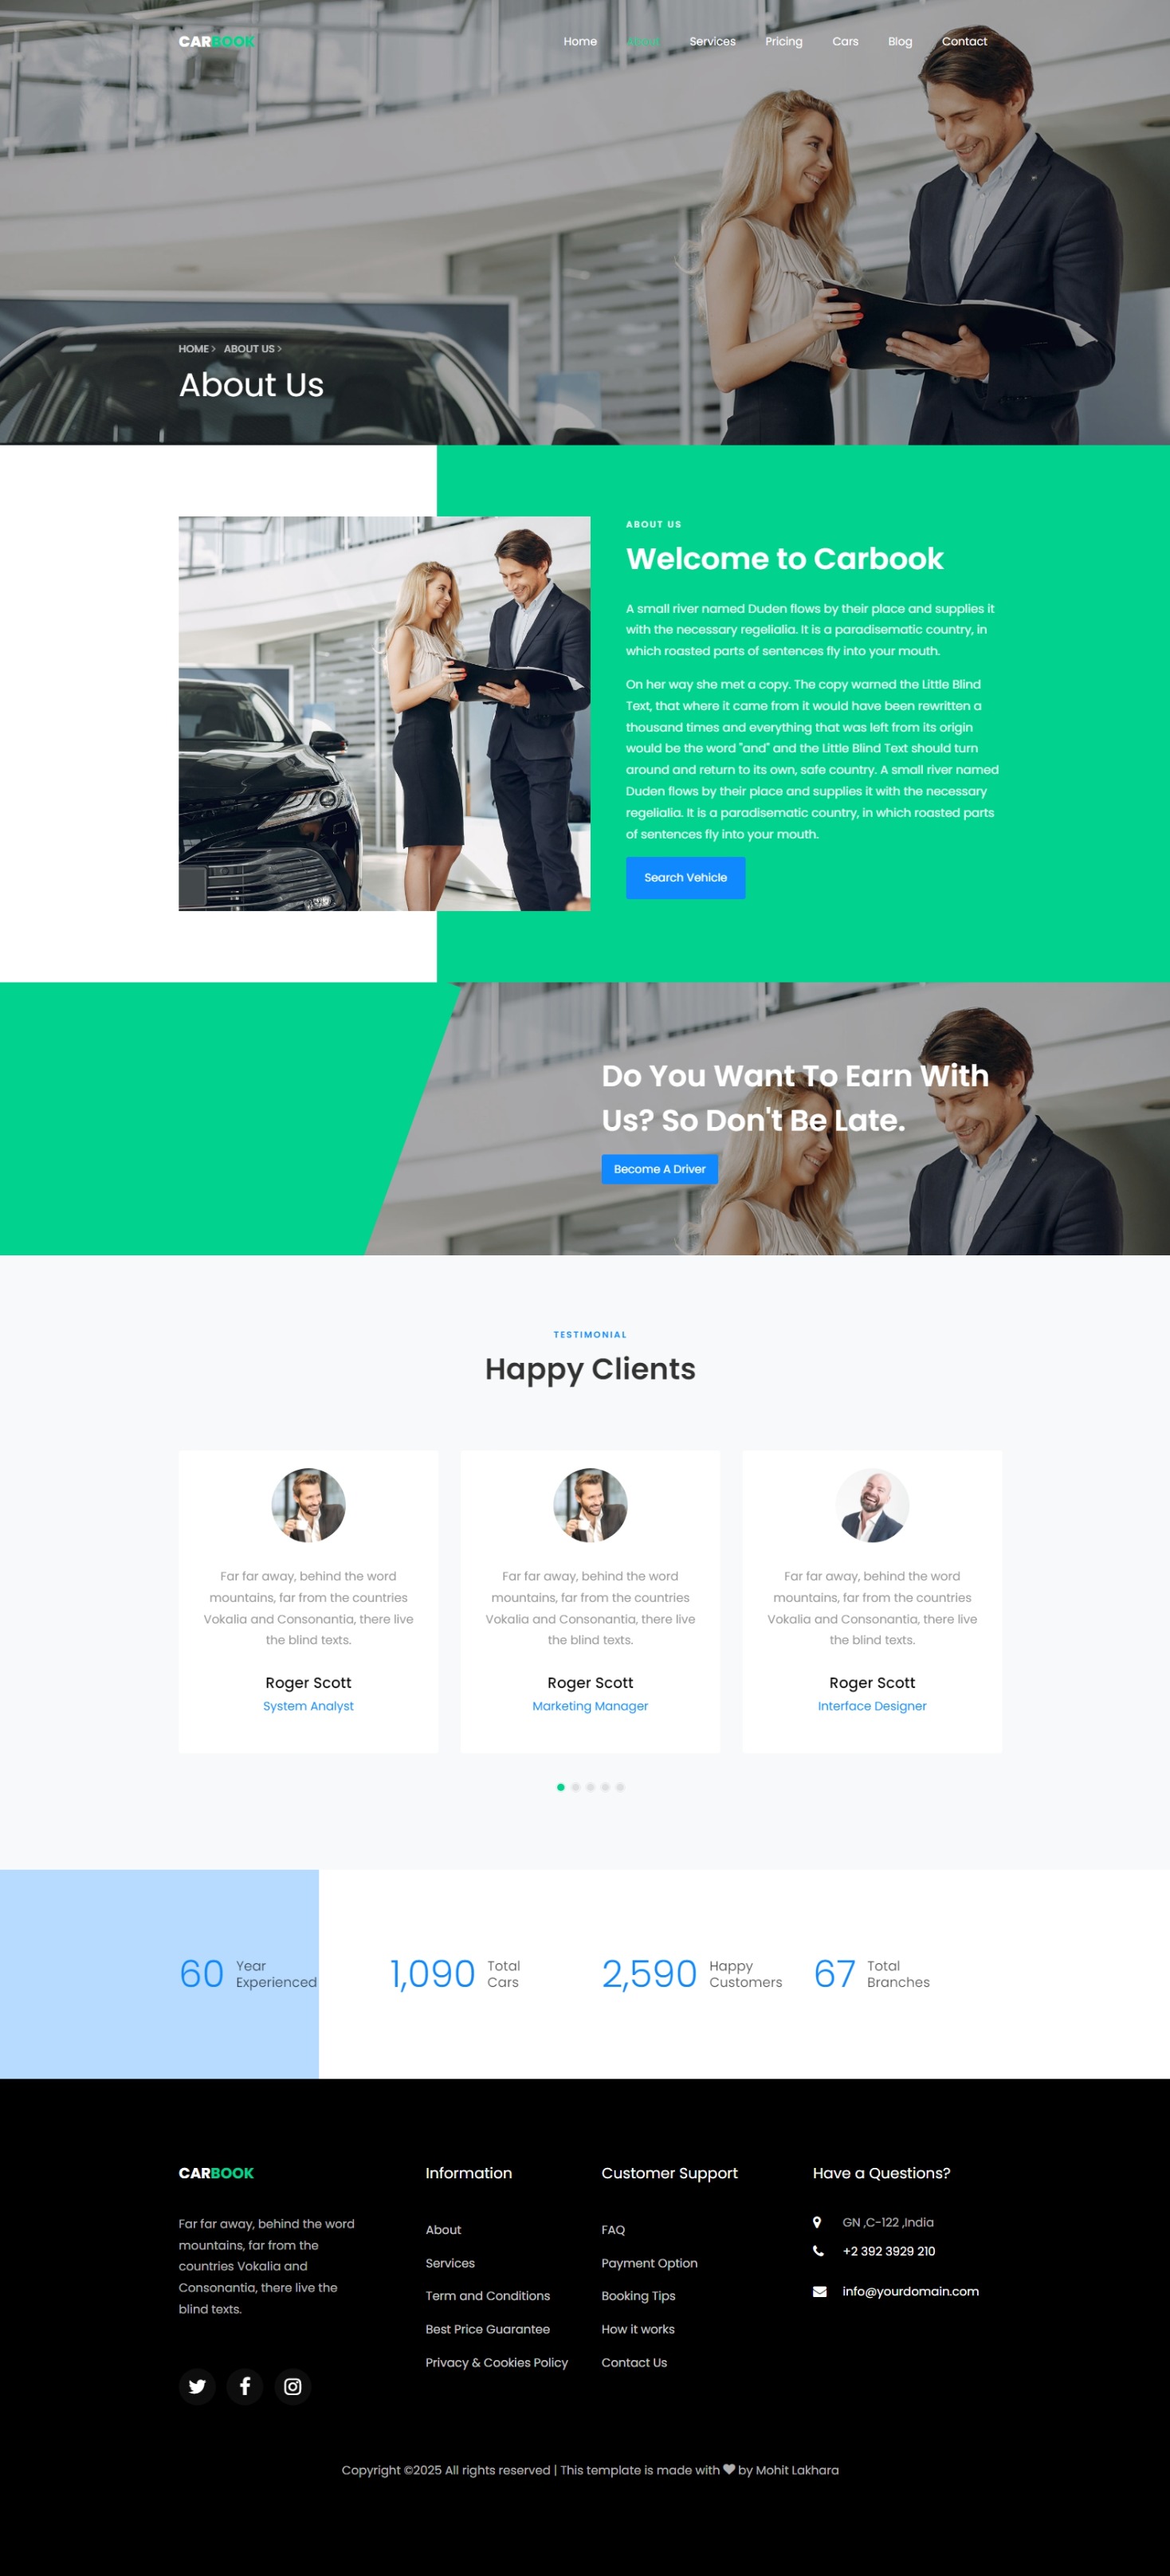 CARBOOK
Home About Services Pricing Cars Blog Contact
HOME > ABOUT US >
About Us
ABOUT US
Welcome to Carbook
A small river named Duden flows by their place and supplies it
with the necessary regelialia. It is a paradisematic country, in
which roasted parts of sentences fly into your mouth.
On her way she met a copy. The copy warned the Little Blind
Text, that where it came from it would have been rewritten a
thousand times and everything that was left from its origin
would be the word "and" and the Little Blind Text should turn
around and return to its own, safe country. A small river named
Duden flows by their place and supplies it with the necessary
regelialia. It is a paradisematic country, in which roasted parts
of sentences fly into your mouth.
Search Vehicle
Do You Want To Earn With
Us? So Don't Be Late.
Become A Driver
TESTIMONIAL
Happy Clients
Far far away, behind the word
mountains, far from the countries
Vokalia and Consonantia, there live
the blind texts.
Roger Scott
System Analyst
Far far away, behind the word
mountains, far from the countries
Vokalia and Consonantia, there live
the blind texts.
Roger Scott
Marketing Manager
Far far away, behind the word
mountains, far from the countries
Vokalia and Consonantia, there live
the blind texts.
Roger Scott
Interface Designer
60 Year
Experienced
1,090 Total
Cars
2,590 Happy
Customers
67 Total
Branches
CARBOOK
Far far away, behind the word
mountains, far from the
countries Vokalia and
Consonantia, there live the
blind texts.
Information
About
Services
Term and Conditions
Best Price Guarantee
Privacy & Cookies Policy
Customer Support
FAQ
Payment Option
Booking Tips
How it works
Contact Us
Have a Questions?
GN ,C-122 ,India
+2 392 3929 210
info@yourdomain.com
Copyright ©2025 All rights reserved | This template is made with ♥ by Mohit Lakhara